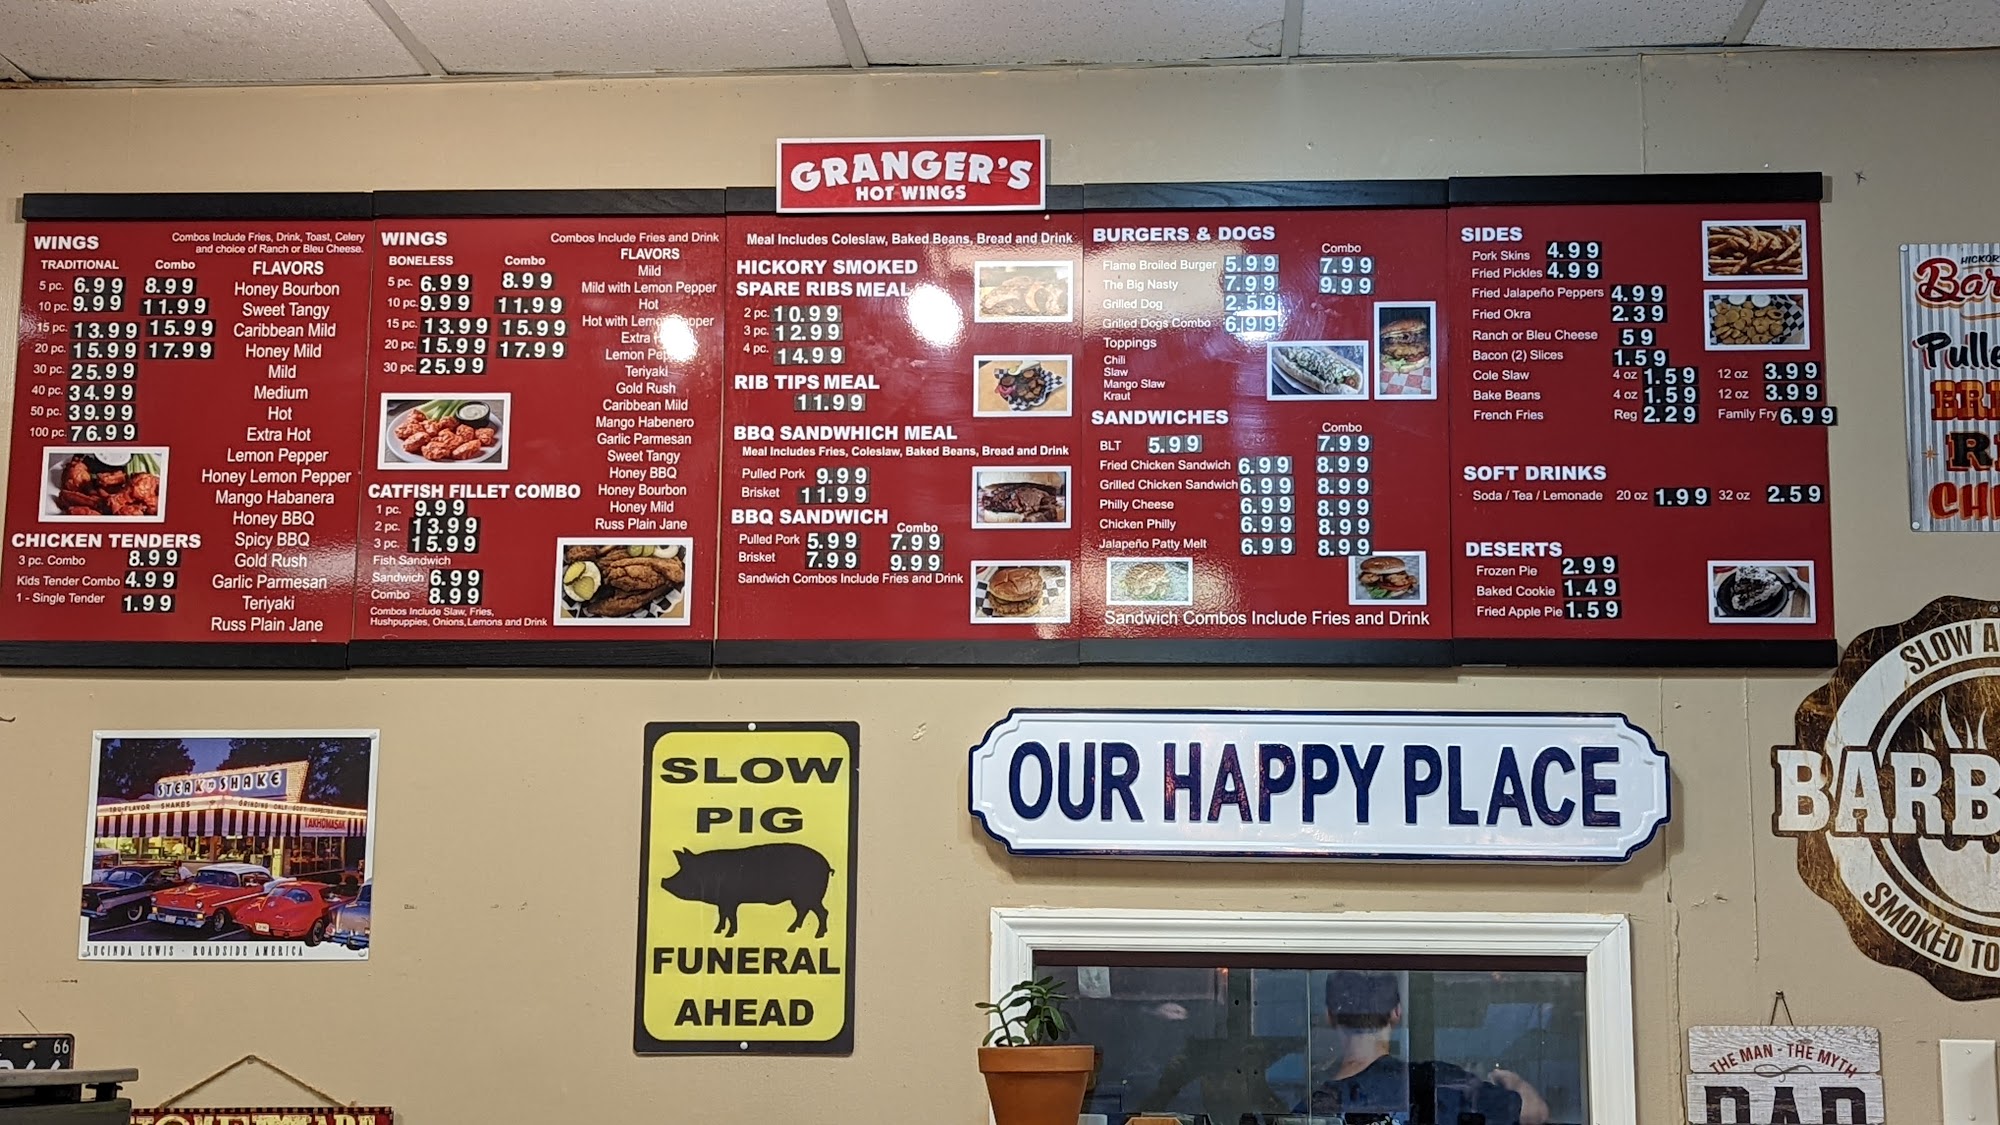 GRANGER'S
HOT WINGS
WINGS
Combos Include Fries, Drink, Toast, Celery
and choice of Ranch or Bleu Cheese.
TRADITIONAL Combo
5 pc. 6.99 8.99
10 pc. 9.99 11.99
15 pc. 13.99 15.99
20 pc. 15.99 17.99
30 pc. 25.99
40 pc. 34.99
50 pc. 39.99
100 pc. 76.99
FLAVORS
Honey Bourbon
Sweet Tangy
Caribbean Mild
Honey Mild
Mild
Medium
Hot
Extra Hot
Lemon Pepper
Honey Lemon Pepper
Mango Habanera
Honey BBQ
Spicy BBQ
Gold Rush
Garlic Parmesan
Teriyaki
Russ Plain Jane
CHICKEN TENDERS
3 pc. Combo 8.99
Kids Tender Combo 4.99
1 - Single Tender 1.99
WINGS
Combos Include Fries and Drink
BONELESS Combo
5 pc. 6.99 8.99
10 pc. 9.99 11.99
15 pc. 13.99 15.99
20 pc. 15.99 17.99
30 pc. 25.99
FLAVORS
Mild
Mild with Lemon Pepper
Hot
Hot with Lemon Pepper
Extra
Lemon
Teriyaki
Gold Rush
Caribbean Mild
Mango Habenero
Garlic Parmesan
Sweet Tangy
Honey BBQ
Honey Bourbon
Honey Mild
Russ Plain Jane
CATFISH FILLET COMBO
1 pc. 9.99
2 pc. 13.99
3 pc. 15.99
Fish Sandwich
Sandwich 6.99
Combo 8.99
Combos Include Slaw, Fries,
Hushpuppies, Onions, Lemons and Drink
Meal Includes Coleslaw, Baked Beans, Bread and Drink
HICKORY SMOKED
SPARE RIBS MEAL
2 pc. 10.99
3 pc. 12.99
4 pc. 14.99
RIB TIPS MEAL
11.99
BBQ SANDWHICH MEAL
Meal Includes Fries, Coleslaw, Baked Beans, Bread and Drink
Pulled Pork 9.99
Brisket 11.99
BBQ SANDWICH Combo
Pulled Pork 5.99 7.99
Brisket 7.99 9.99
Sandwich Combos Include Fries and Drink
BURGERS & DOGS
Combo
Flame Broiled Burger 5.99 7.99
The Big Nasty 7.99 9.99
Grilled Dog 2.59
Grilled Dogs Combo 6.99
Toppings
Chili
Slaw
Mango Slaw
Kraut
SANDWICHES
Combo
BLT 5.99 7.99
Fried Chicken Sandwich 6.99 8.99
Grilled Chicken Sandwich 6.99 8.99
Philly Cheese 6.99 8.99
Chicken Philly 6.99 8.99
Jalapeño Patty Melt 6.99 8.99
Sandwich Combos Include Fries and Drink
SIDES
Pork Skins 4.99
Fried Pickles 4.99
Fried Jalapeño Peppers 4.99
Fried Okra 2.39
Ranch or Bleu Cheese 59
Bacon (2) Slices 1.59
Cole Slaw 4 oz 1.59 12 oz 3.99
Bake Beans 4 oz 1.59 12 oz 3.99
French Fries Reg 2.29 Family Fry 6.99
SOFT DRINKS
Soda / Tea / Lemonade 20 oz 1.99 32 oz 2.59
DESERTS
Frozen Pie 2.99
Baked Cookie 1.49
Fried Apple Pie 1.59
STEAK N SHAKE
TAKHOMASAK
LUCINDA LEWIS - ROADSIDE AMERICA
SLOW
PIG
FUNERAL
AHEAD
OUR HAPPY PLACE
SLOW
BARB
SMOKED TO
THE MAN - THE MYTH
DAD
66